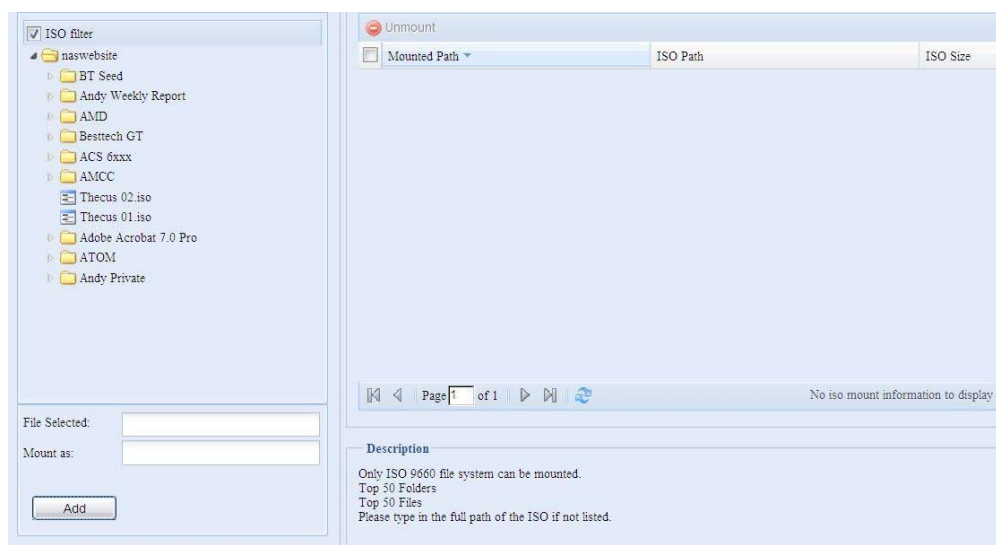 ISO filter
naswebsite
BT Seed
Andy Weekly Report
AMD
Besttech GT
ACS 6xxx
AMCC
Thecus 02.iso
Thecus 01.iso
Adobe Acrobat 7.0 Pro
ATOM
Andy Private
File Selected:
Mount as:
Add
Unmount
Mounted Path ISO Path ISO Size
Page 1 of 1 No iso mount information to display
Description
Only ISO 9660 file system can be mounted.
Top 50 Folders
Top 50 Files
Please type in the full path of the ISO if not listed.